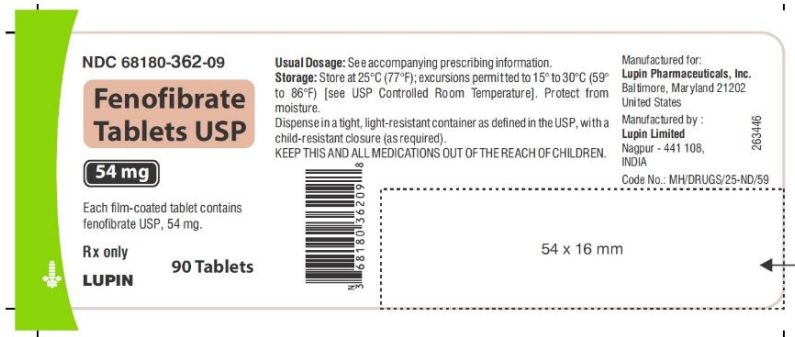 NDC 68180-362-09
Fenofibrate
Tablets USP
54 mg
Each film-coated tablet contains
fenofibrate USP, 54 mg.
Rx only
90 Tablets
LUPIN
Usual Dosage: See accompanying prescribing information.
Storage: Store at 25°C (77°F); excursions permitted to 15° to 30°C (59°
to 86°F) [see USP Controlled Room Temperature]. Protect from
moisture.
Dispense in a tight, light-resistant container as defined in the USP, with a
child-resistant closure (as required).
KEEP THIS AND ALL MEDICATIONS OUT OF THE REACH OF CHILDREN.
N 3 68180 36209 8
Manufactured for:
Lupin Pharmaceuticals, Inc.
Baltimore, Maryland 21202
United States
Manufactured by :
Lupin Limited
Nagpur - 441 108,
INDIA
Code No.: MH/DRUGS/25-ND/59
263446
54 x 16 mm